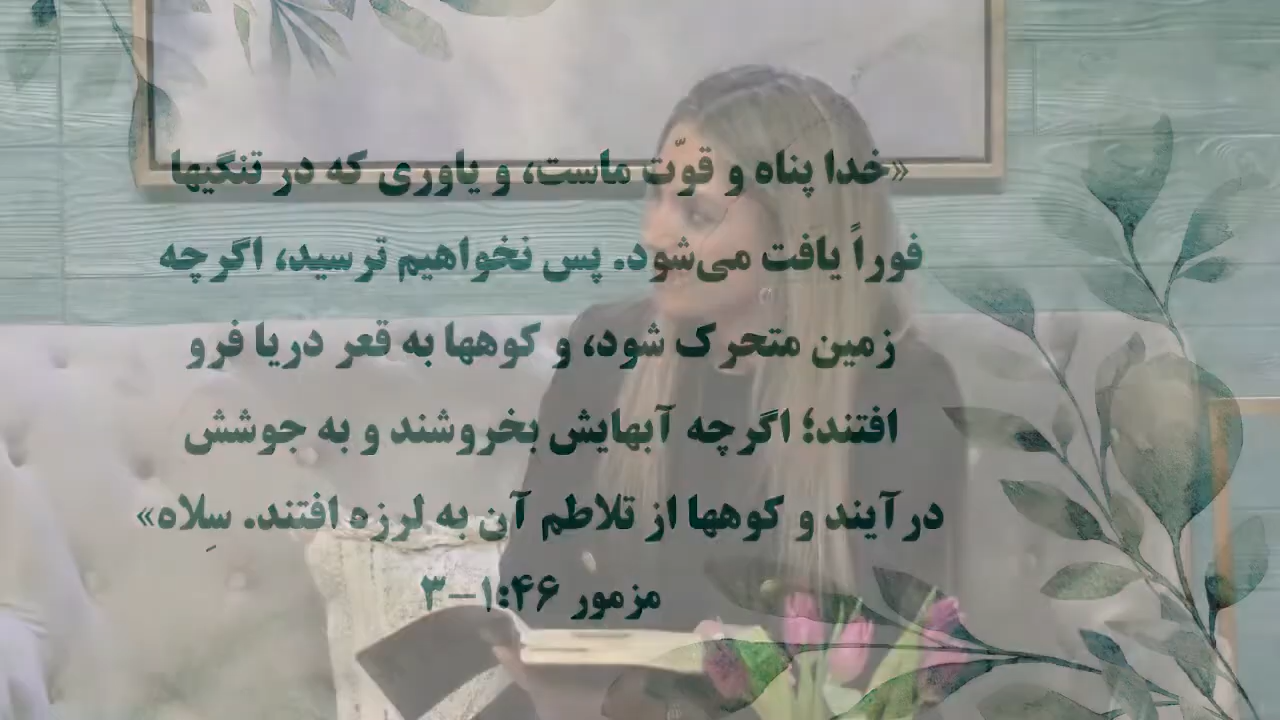 «خدا پناه و قوّت ماست، و یاوری که در تنگیها
فوراً یافت می‌شود. پس نخواهیم ترسید، اگرچه
زمین متحرک شود، و کوهها به قعر دریا فرو
افتند؛ اگرچه آبهایش بخروشند و به جوشش
درآیند و کوهها از تلاطم آن به لرزه افتند. سِلاه»
مزمور ۱:۴۶–۳